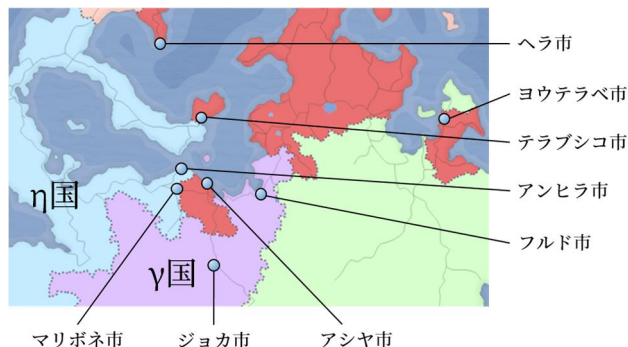 ヘラ市
ヨウテラベ市
テラブシコ市
アンヒラ市
η国
フルド市
γ国
マリボネ市
ジョカ市
アシヤ市